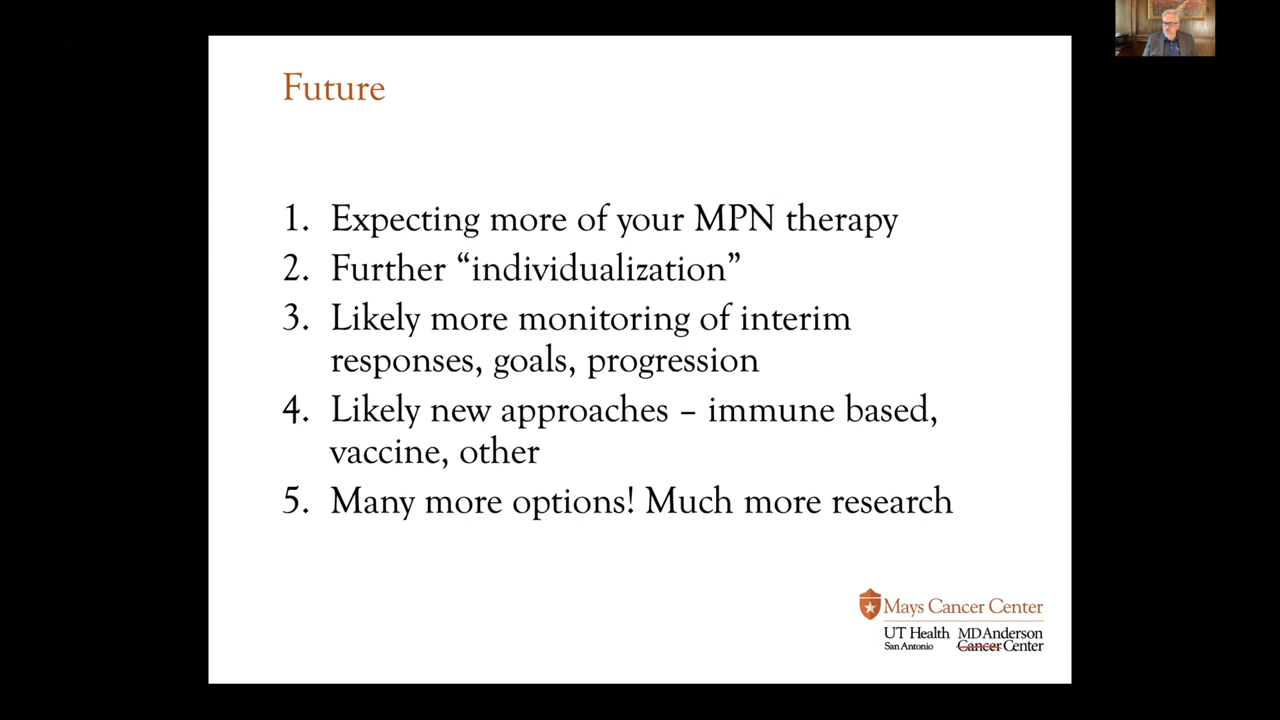 Future
1. Expecting more of your MPN therapy
2. Further “individualization”
3. Likely more monitoring of interim
responses, goals, progression
4. Likely new approaches – immune based,
vaccine, other
5. Many more options! Much more research
Mays Cancer Center
UT Health San Antonio
MD Anderson Cancer Center